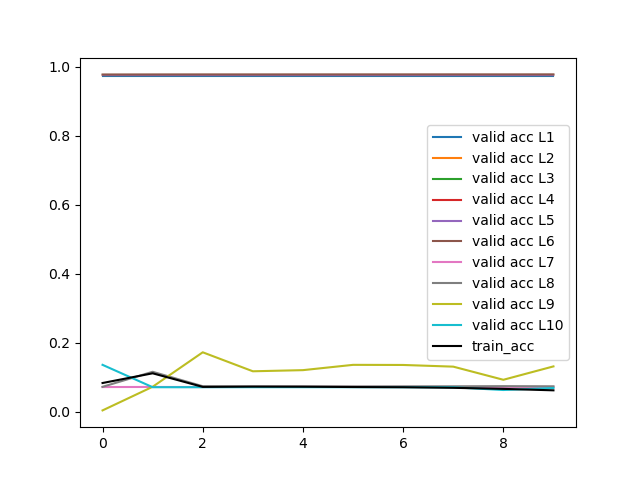 1.0
0.8
0.6
0.4
0.2
0.0
0 2 4 6 8
valid acc L1
valid acc L2
valid acc L3
valid acc L4
valid acc L5
valid acc L6
valid acc L7
valid acc L8
valid acc L9
valid acc L10
train_acc